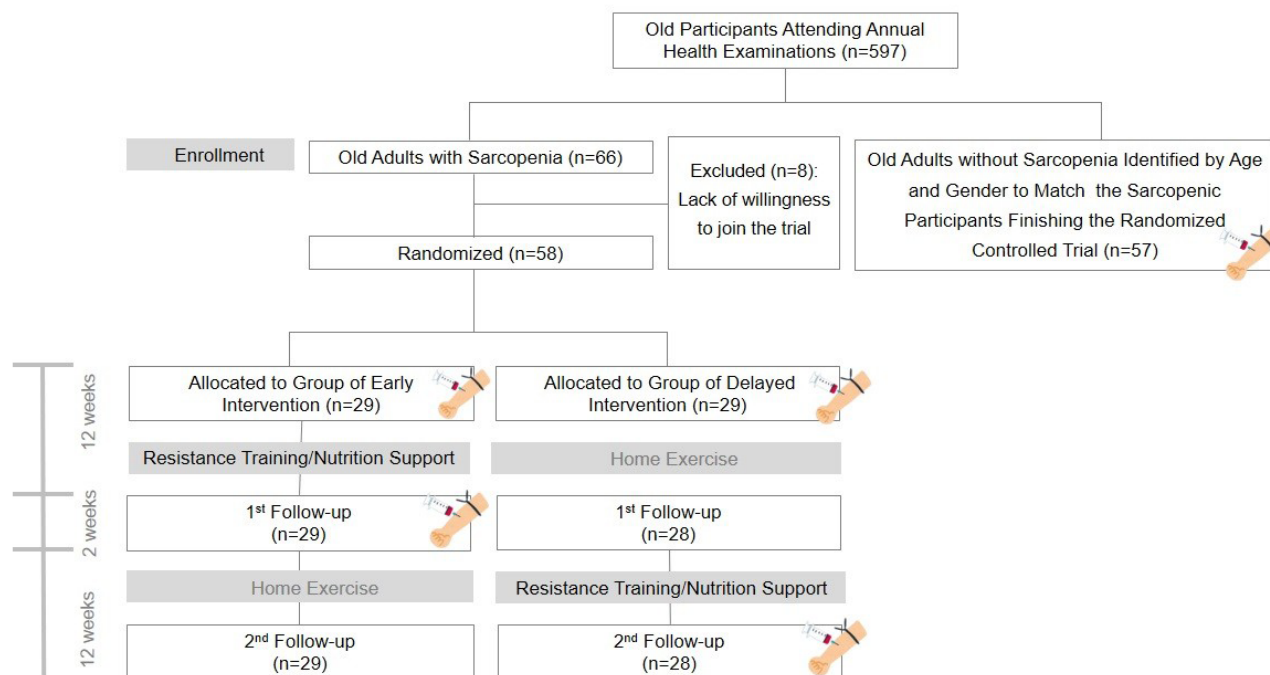 Old Participants Attending Annual
Health Examinations (n=597)
Enrollment
Old Adults with Sarcopenia (n=66)
Excluded (n=8):
Lack of willingness
to join the trial
Old Adults without Sarcopenia Identified by Age
and Gender to Match the Sarcopenic
Participants Finishing the Randomized
Controlled Trial (n=57)
Randomized (n=58)
12 weeks
Allocated to Group of Early
Intervention (n=29)
Allocated to Group of Delayed
Intervention (n=29)
Resistance Training/Nutrition Support
Home Exercise
2 weeks
1st Follow-up
(n=29)
1st Follow-up
(n=28)
12 weeks
Home Exercise
Resistance Training/Nutrition Support
2nd Follow-up
(n=29)
2nd Follow-up
(n=28)